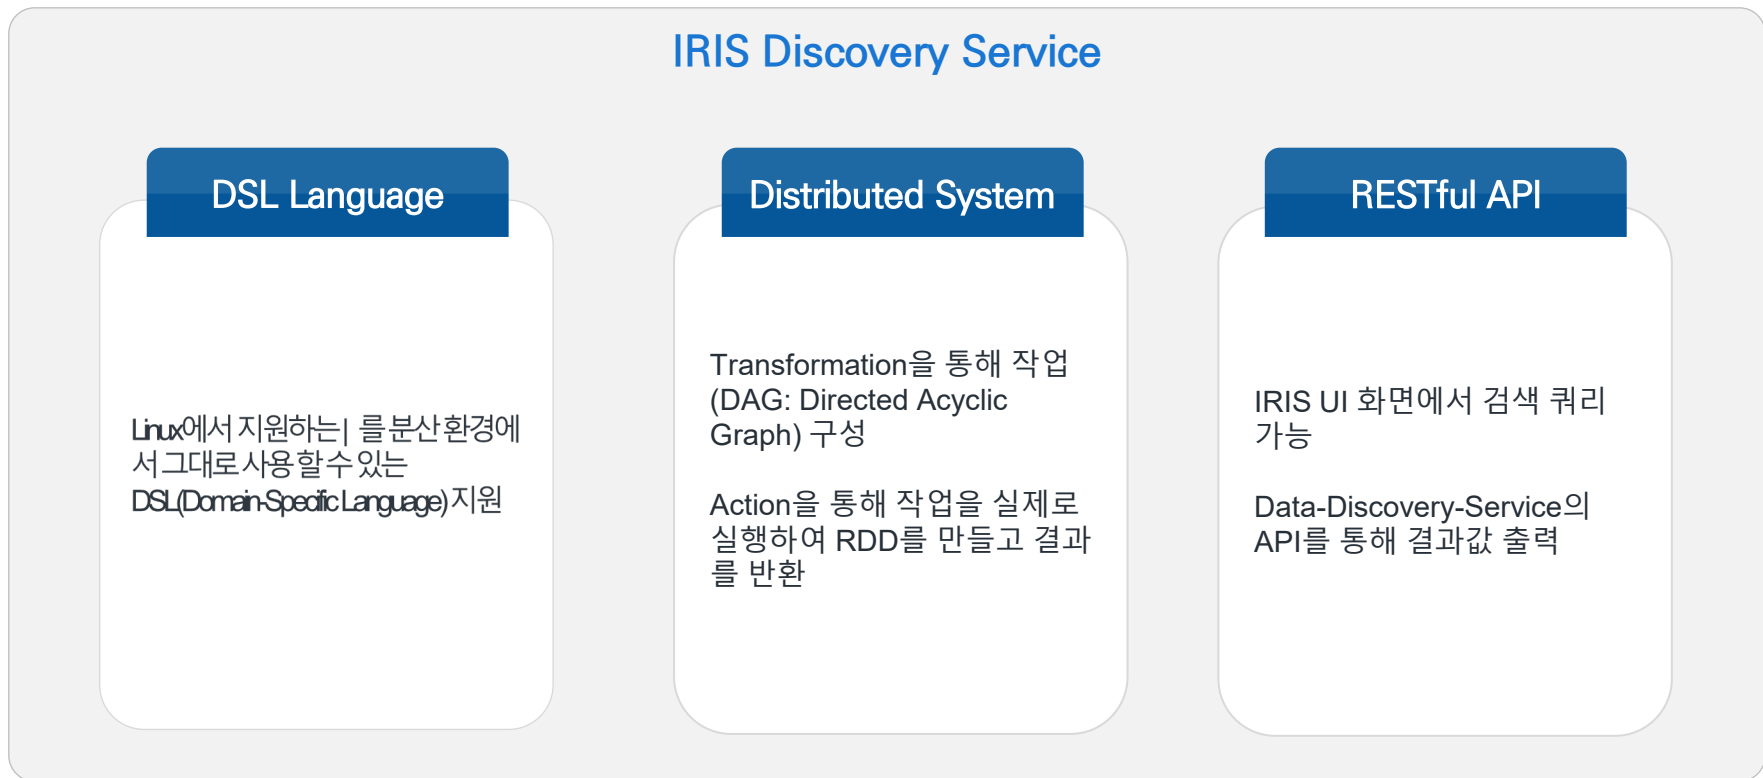 IRIS Discovery Service
DSL Language
Linux에서 지원하는 | 를 분산 환경에
서 그대로 사용할 수 있는
DSL(Domain-Specific Language) 지원
Distributed System
Transformation을 통해 작업
(DAG: Directed Acyclic
Graph) 구성
Action을 통해 작업을 실제로
실행하여 RDD를 만들고 결과
를 반환
RESTful API
IRIS UI 화면에서 검색 쿼리
가능
Data-Discovery-Service의
API를 통해 결과값 출력